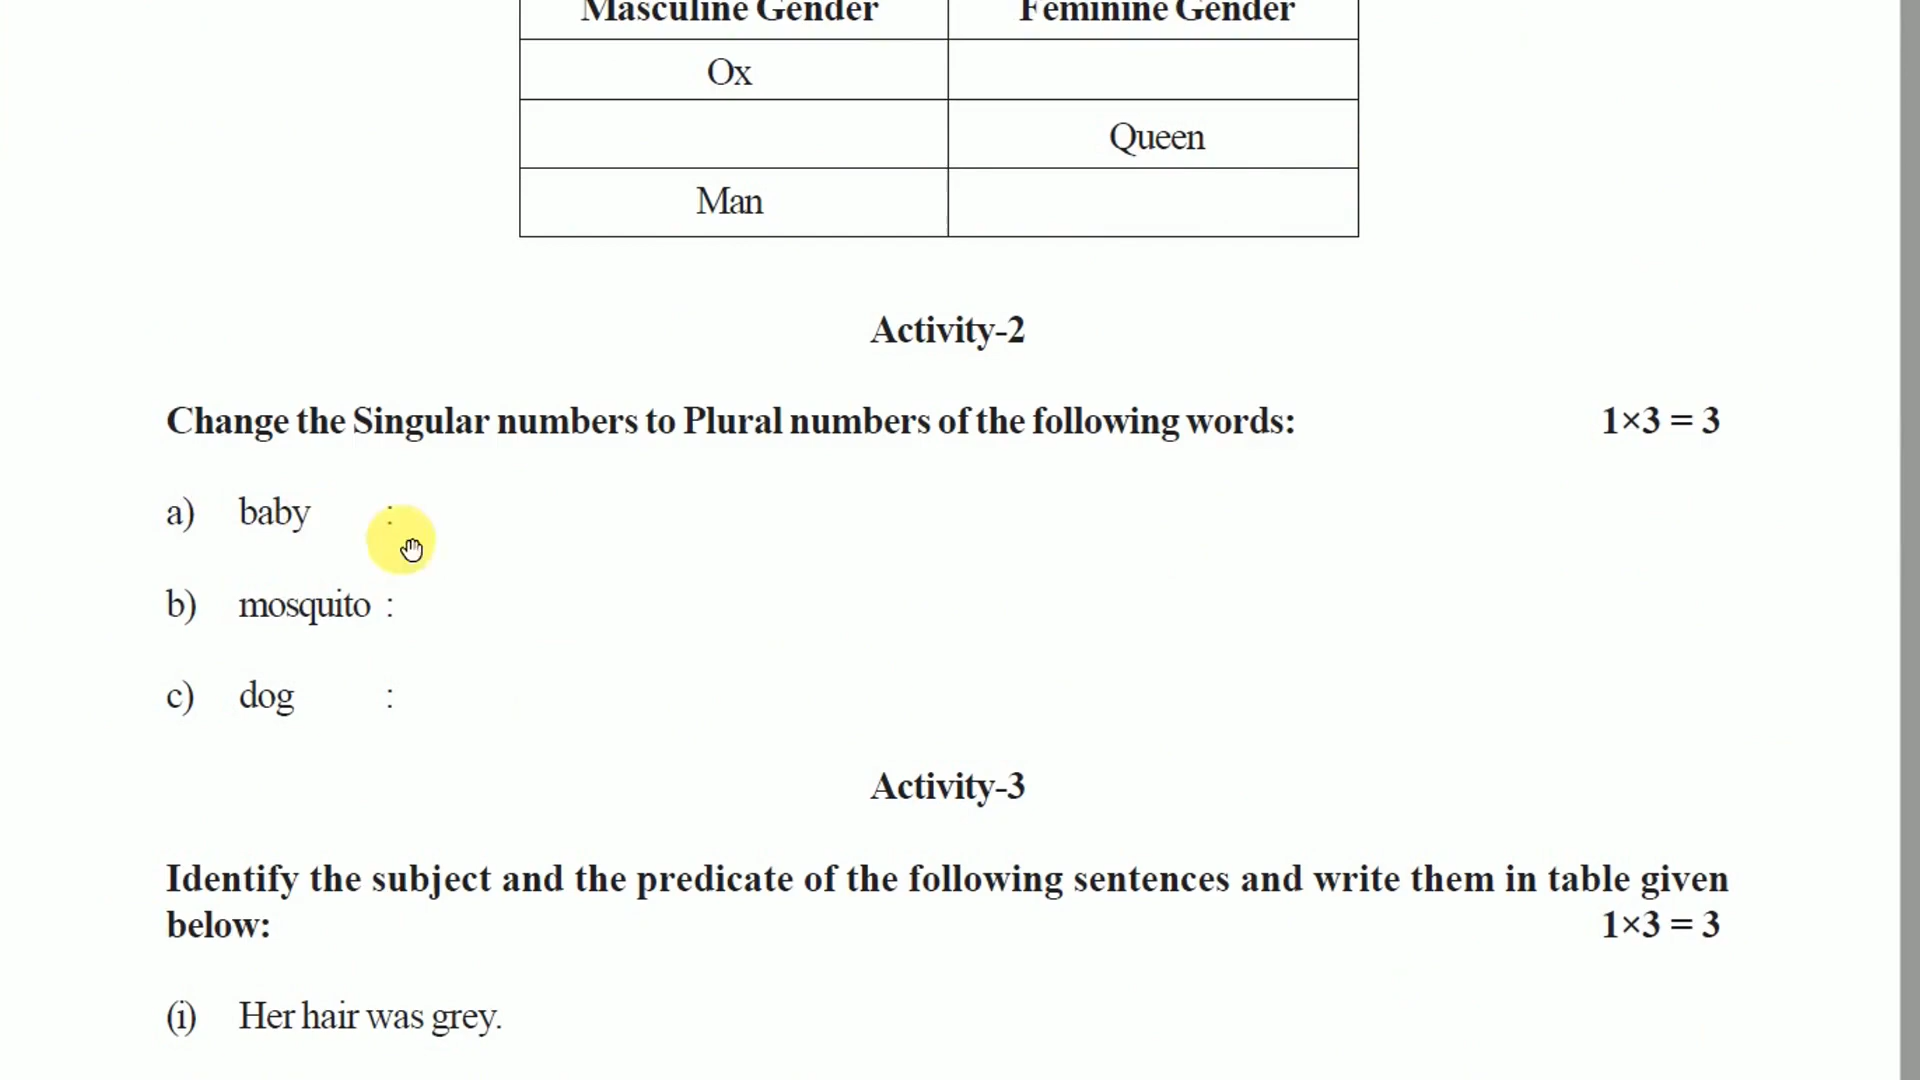 Masculine Gender Feminine Gender
Ox
Queen
Man
Activity-2
Change the Singular numbers to Plural numbers of the following words: 1×3 = 3
a) baby :
b) mosquito :
c) dog :
Activity-3
Identify the subject and the predicate of the following sentences and write them in table given
below: 1×3 = 3
(i) Her hair was grey.